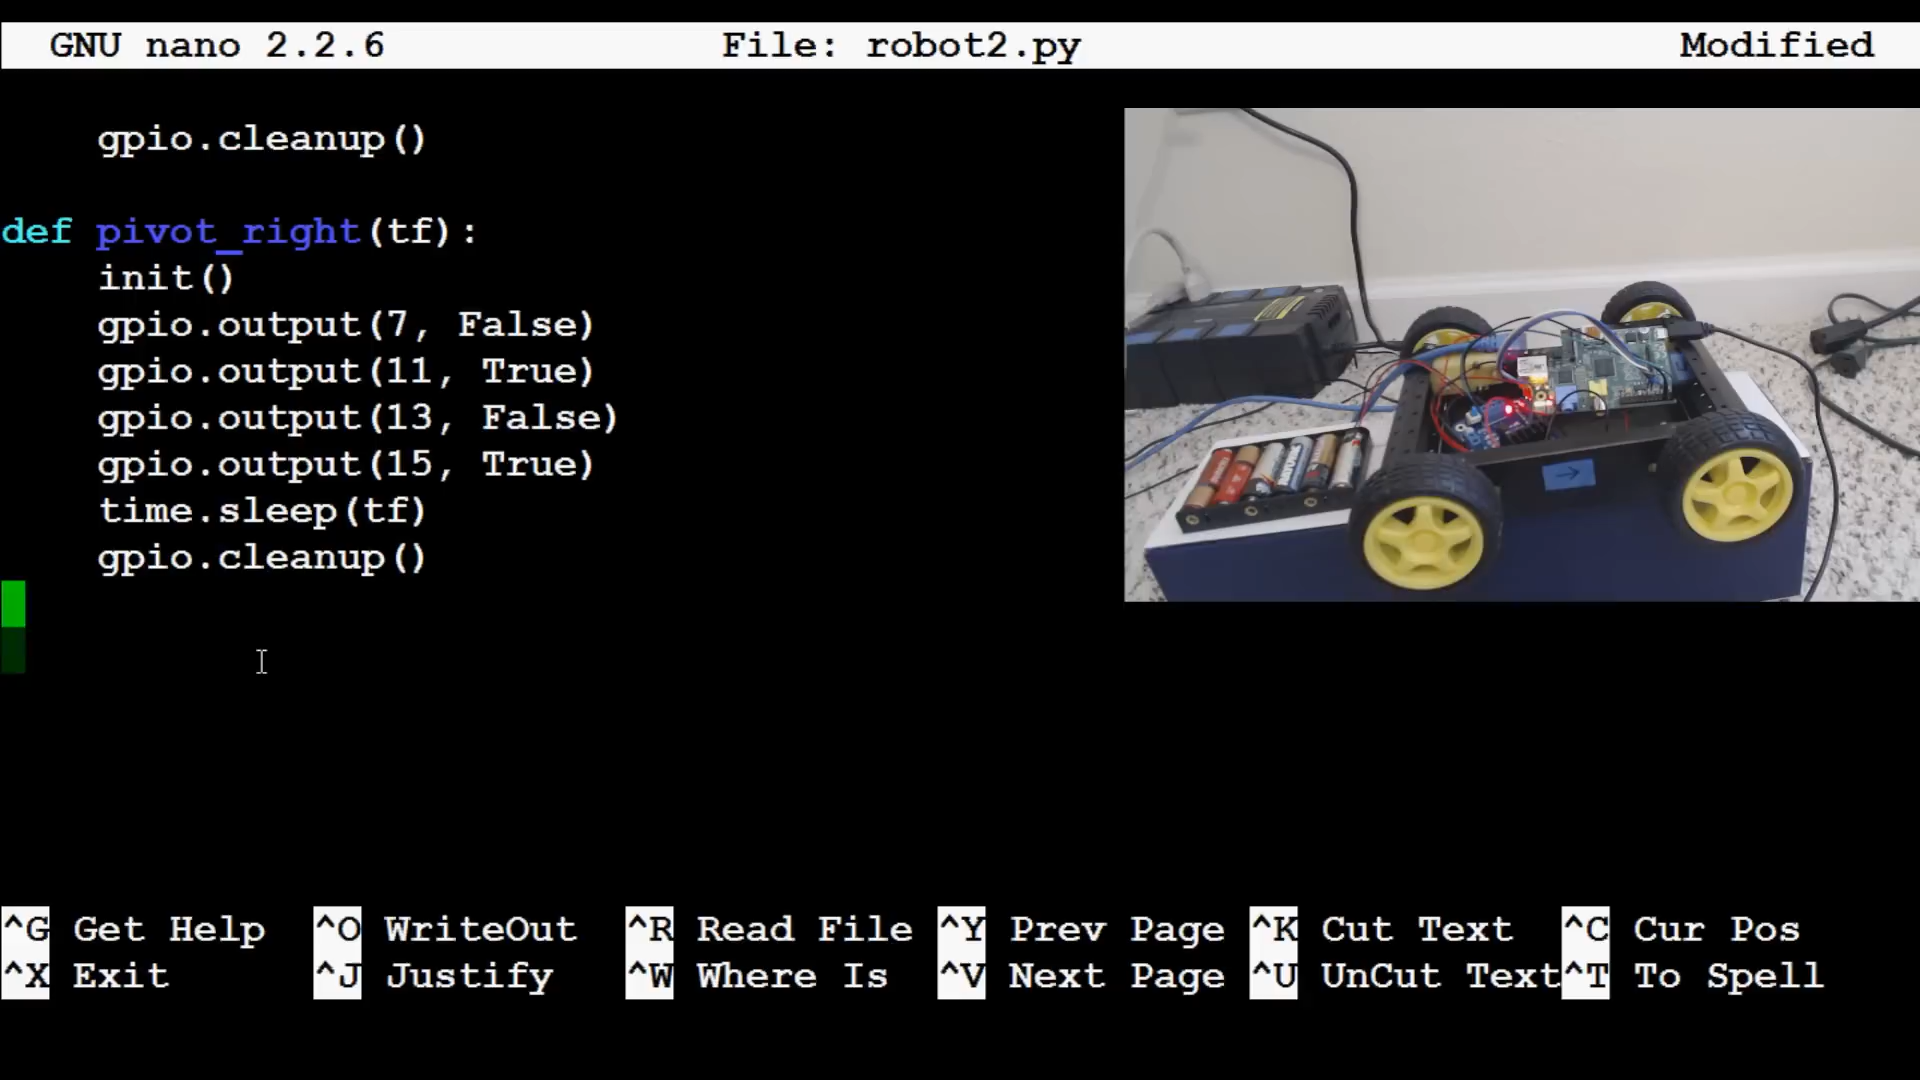 GNU nano 2.2.6 File: robot2.py Modified
gpio.cleanup()
def pivot_right(tf):
init()
gpio.output(7, False)
gpio.output(11, True)
gpio.output(13, False)
gpio.output(15, True)
time.sleep(tf)
gpio.cleanup()
^G Get Help ^O WriteOut ^R Read File ^Y Prev Page ^K Cut Text ^C Cur Pos
^X Exit ^J Justify ^W Where Is ^V Next Page ^U UnCut Text ^T To Spell